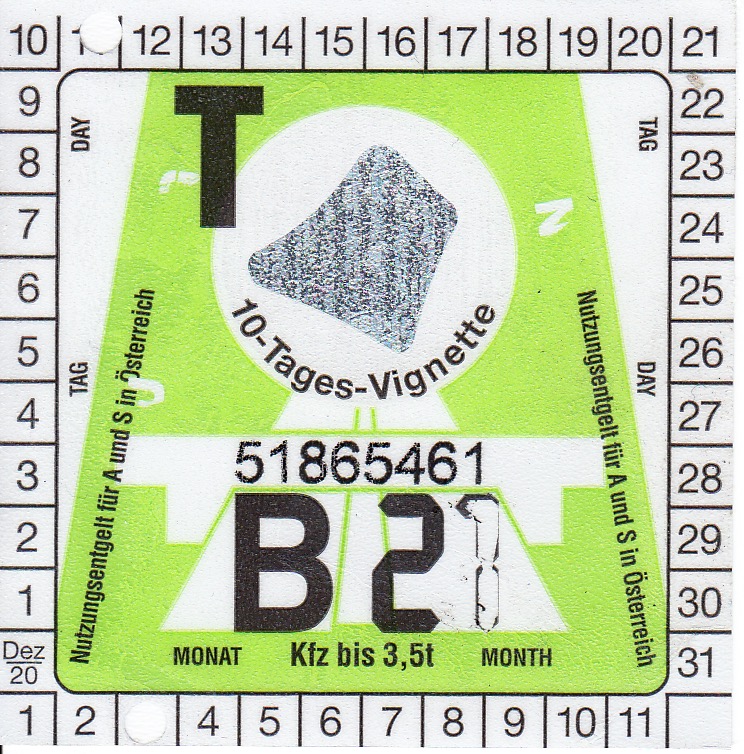 10 12 13 14 15 16 17 18 19 20 21
9 22
8 23
7 24
6 25
5 26
4 27
3 28
2 29
1 30
Dez
20
31
1 2 4 5 6 7 8 9 10 11
DAY
TAG
TAG
DAY
T
N
10-Tages-Vignette
Nutzungsentgelt für A und S in Österreich
Nutzungsentgelt für A und S in Österreich
51865461
B 2
MONAT Kfz bis 3,5t MONTH